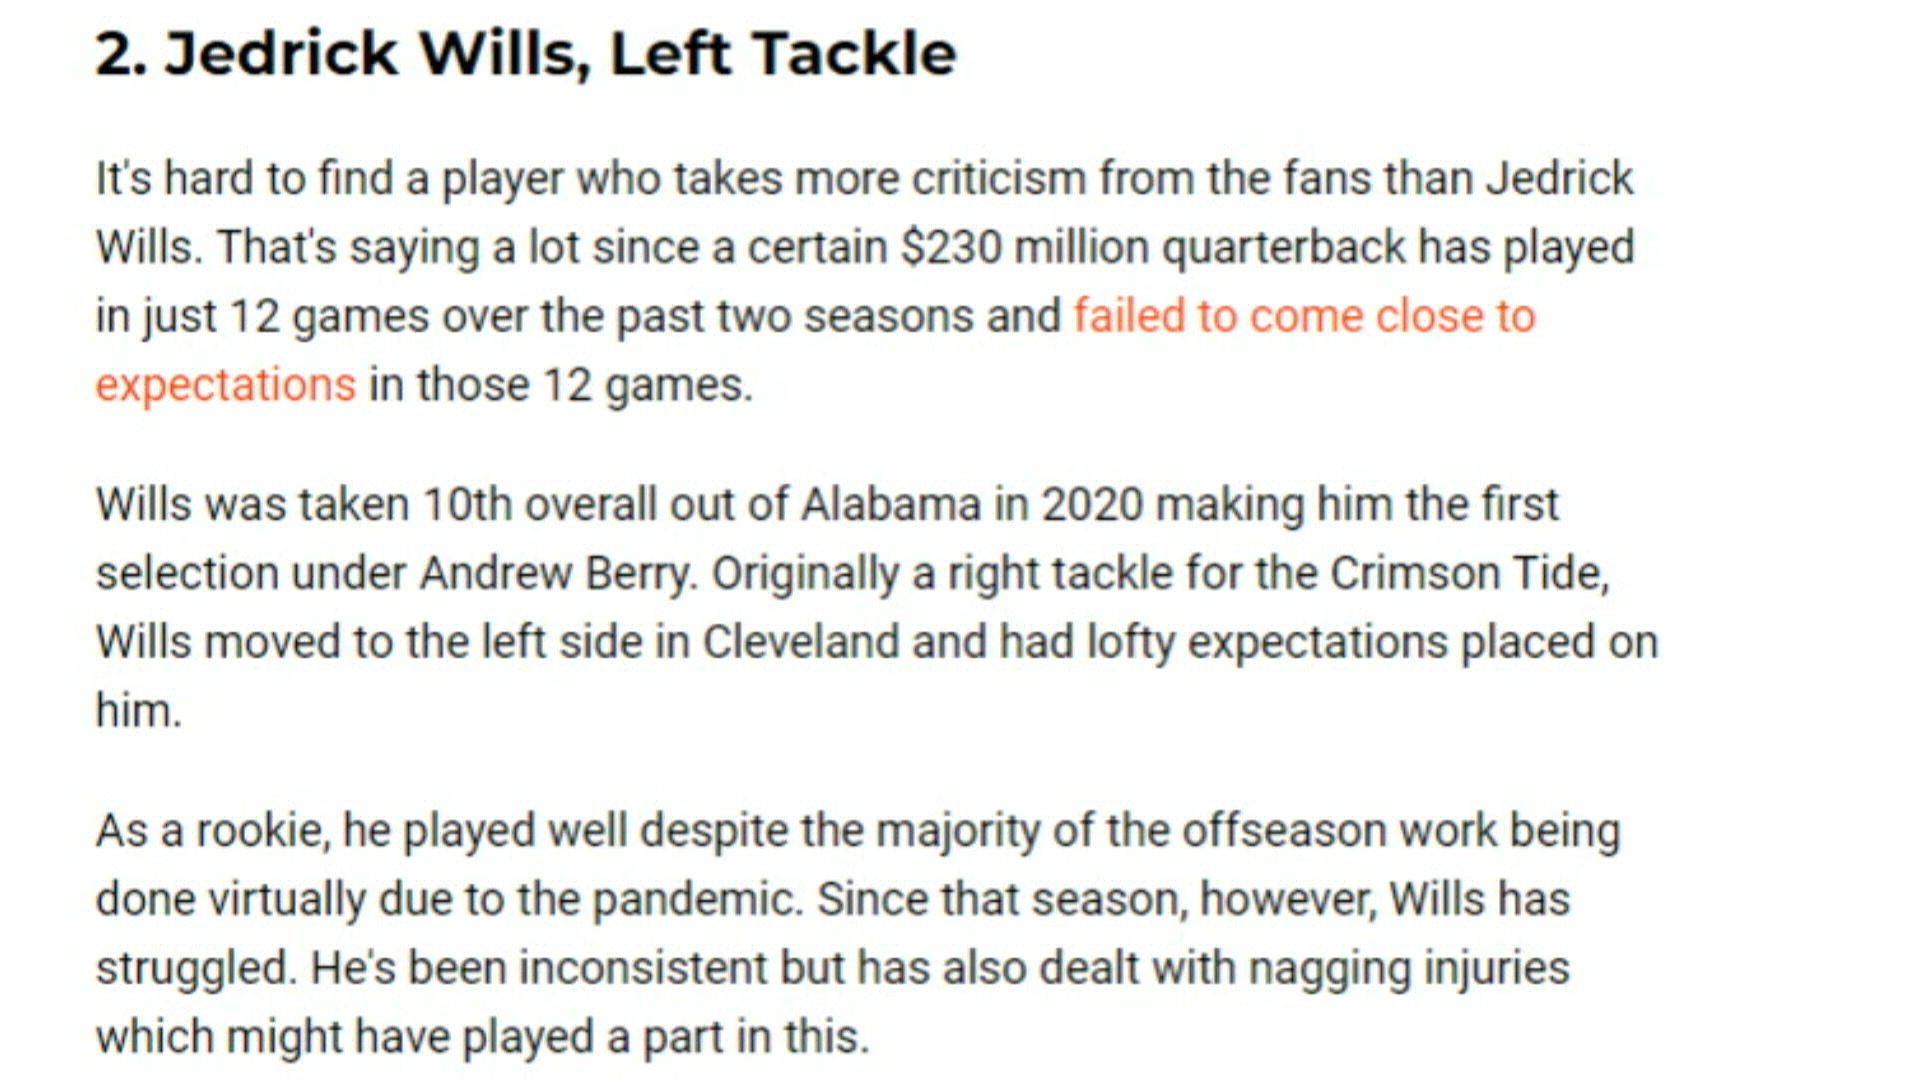 2. Jedrick Wills, Left Tackle
It's hard to find a player who takes more criticism from the fans than Jedrick
Wills. That's saying a lot since a certain $230 million quarterback has played
in just 12 games over the past two seasons and failed to come close to
expectations in those 12 games.
Wills was taken 10th overall out of Alabama in 2020 making him the first
selection under Andrew Berry. Originally a right tackle for the Crimson Tide,
Wills moved to the left side in Cleveland and had lofty expectations placed on
him.
As a rookie, he played well despite the majority of the offseason work being
done virtually due to the pandemic. Since that season, however, Wills has
struggled. He's been inconsistent but has also dealt with nagging injuries
which might have played a part in this.